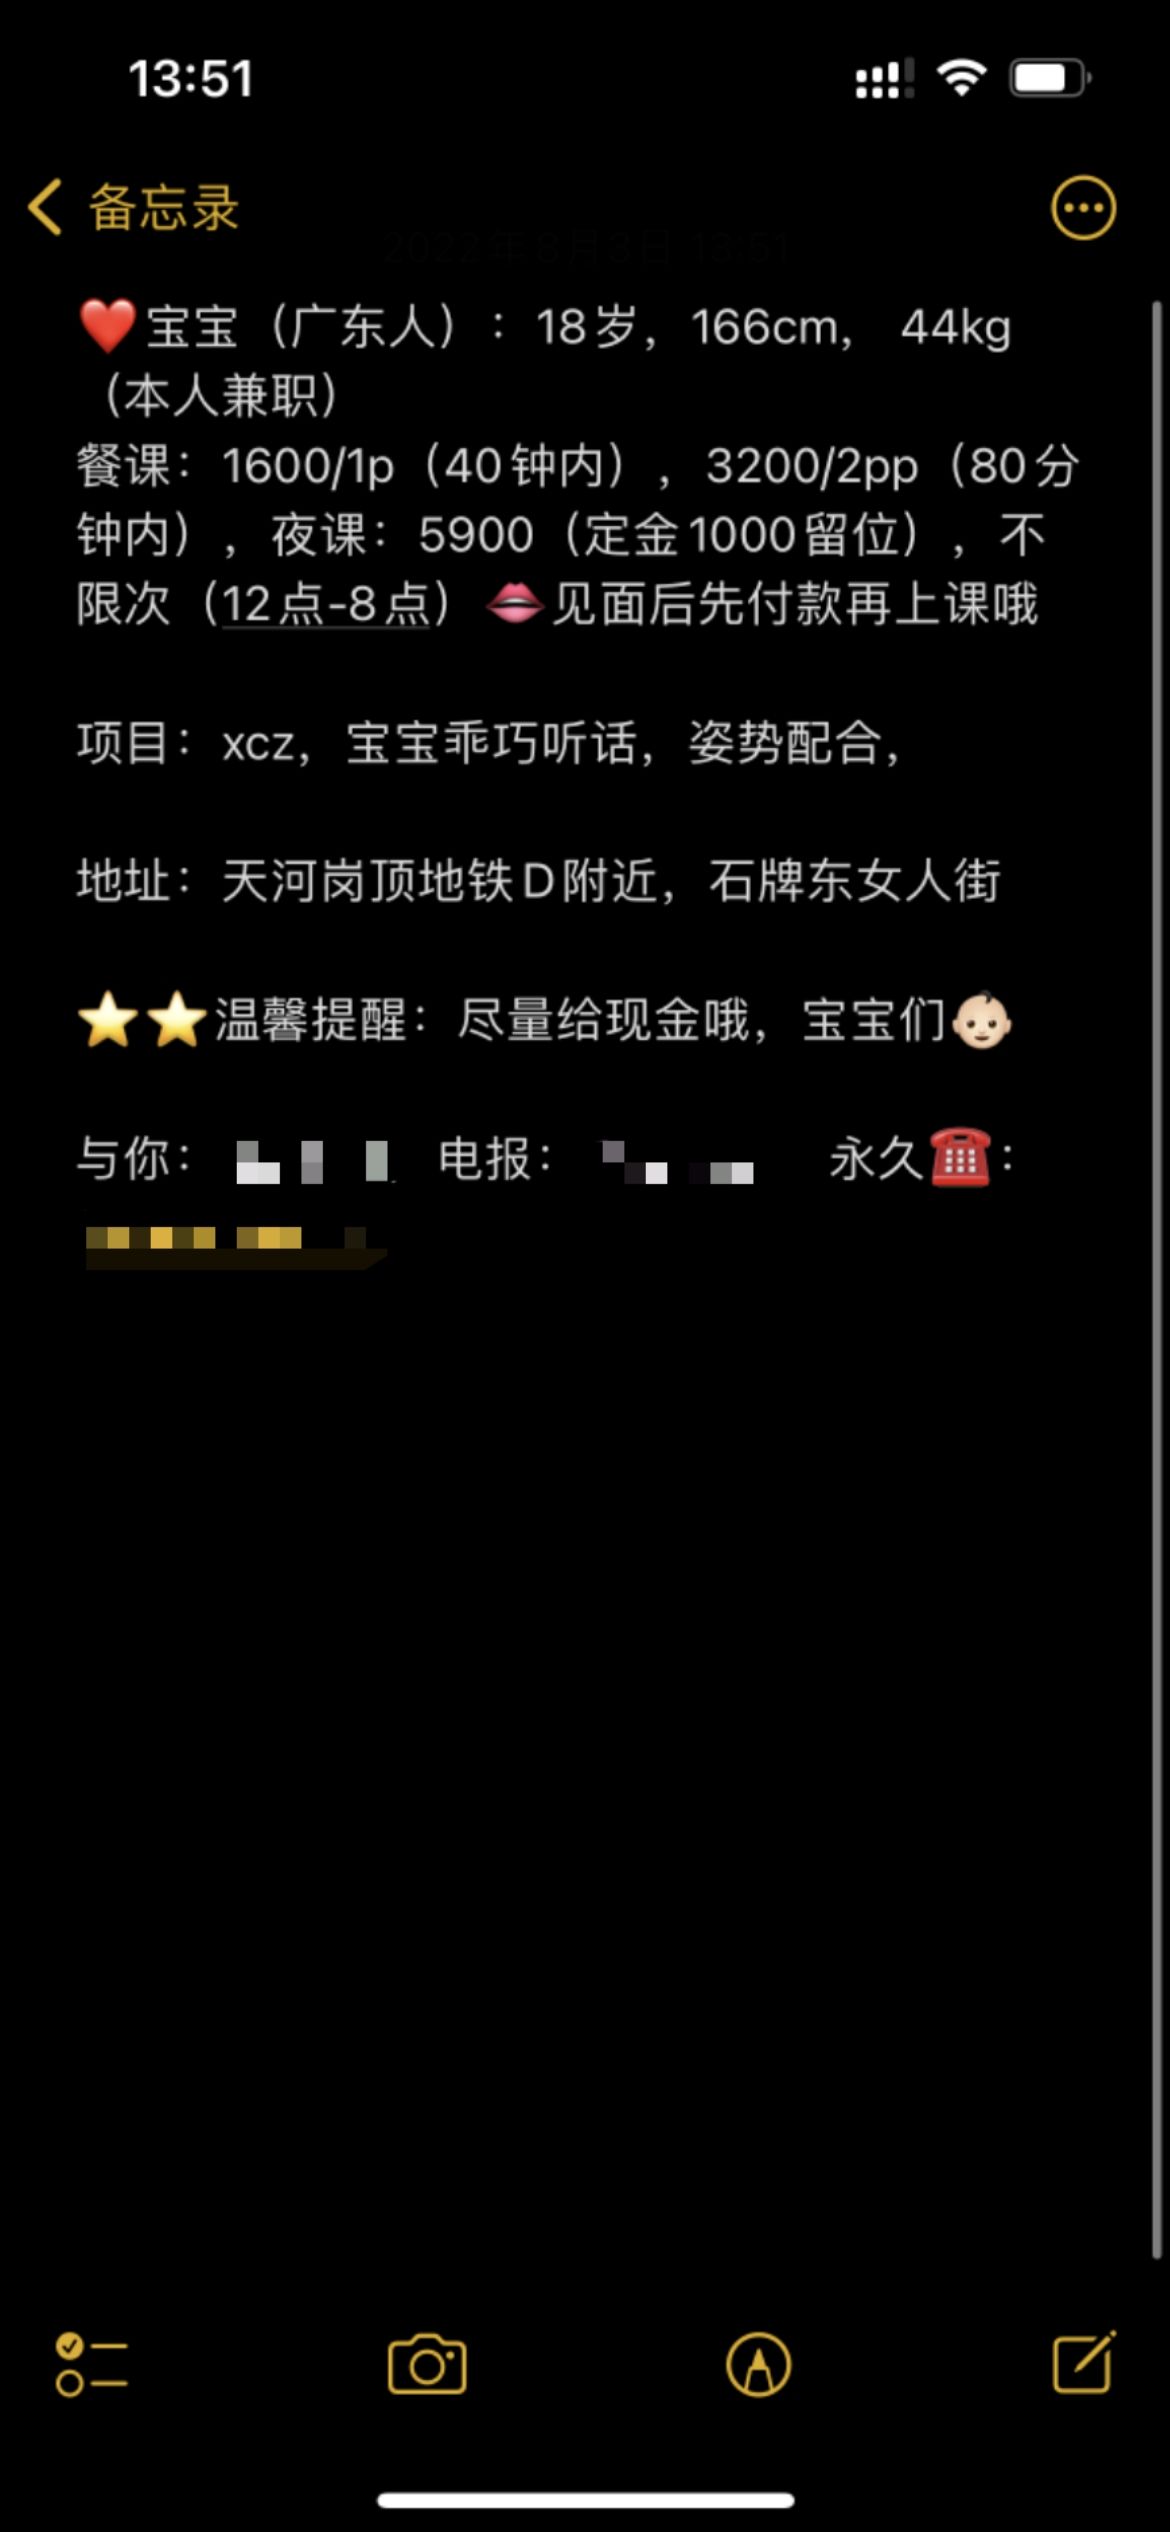 13:51
备忘录
2022年8月3日 13:51
❤️宝宝（广东人）：18岁，166cm， 44kg
（本人兼职）
餐课：1600/1p（40钟内），3200/2pp（80分
钟内），夜课：5900（定金1000留位），不
限次（12点-8点）👄见面后先付款再上课哦
项目：xcz，宝宝乖巧听话，姿势配合，
地址：天河岗顶地铁D附近，石牌东女人街
⭐⭐温馨提醒：尽量给现金哦，宝宝们👶🏻
与你： 电报： 永久☎️：